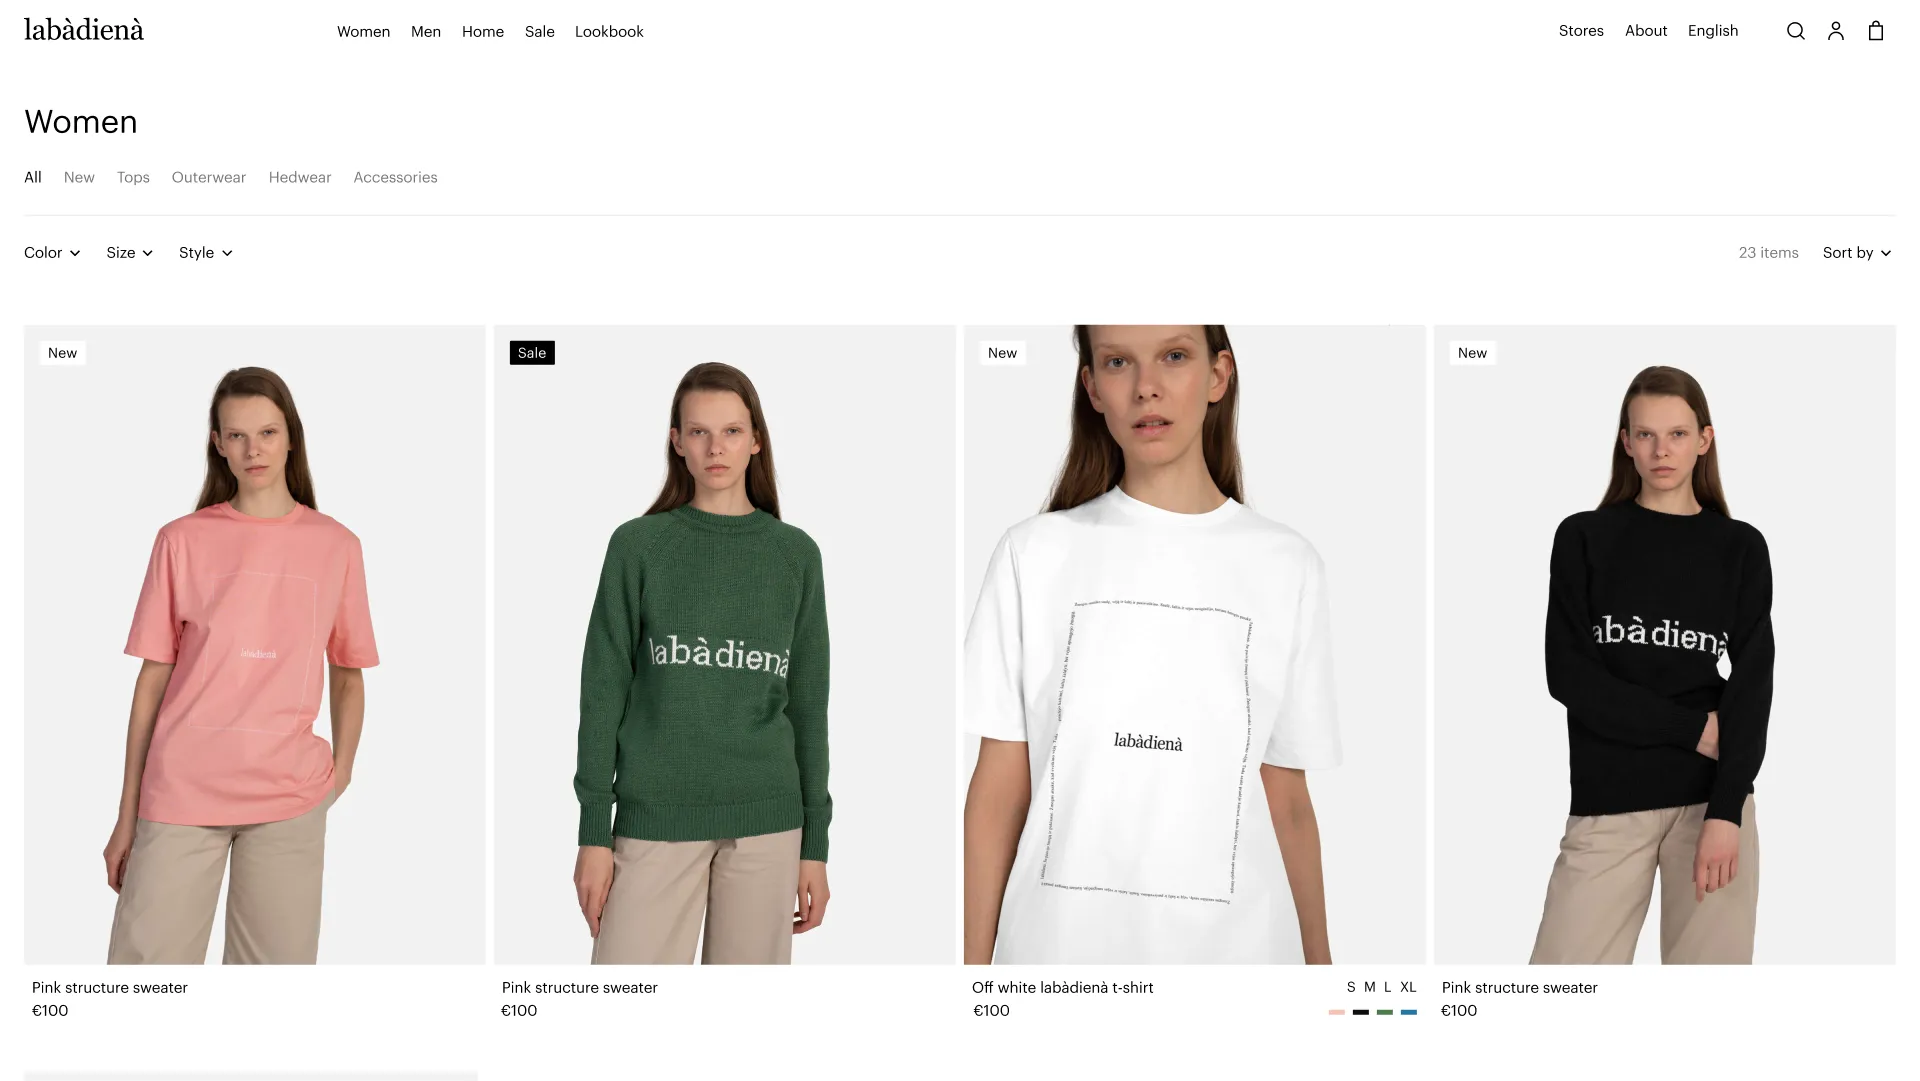 labàdienà
Women Men Home Sale Lookbook
Stores About English
Women
All New Tops Outerwear Hedwear Accessories
Color Size Style
23 items Sort by
New
Sale
New
New
labàdienà
labàdienà
labàdienà
abàdienà
Pink structure sweater
€100
Pink structure sweater
€100
Off white labàdienà t-shirt
S M L XL
€100
Pink structure sweater
€100